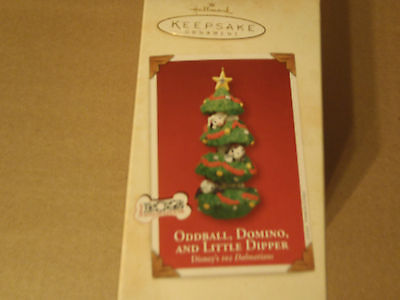 Hallmark
KEEPSAKE
ORNAMENT
ODDBALL, DOMINO,
AND LITTLE DIPPER
Disney's 102 Dalmatians